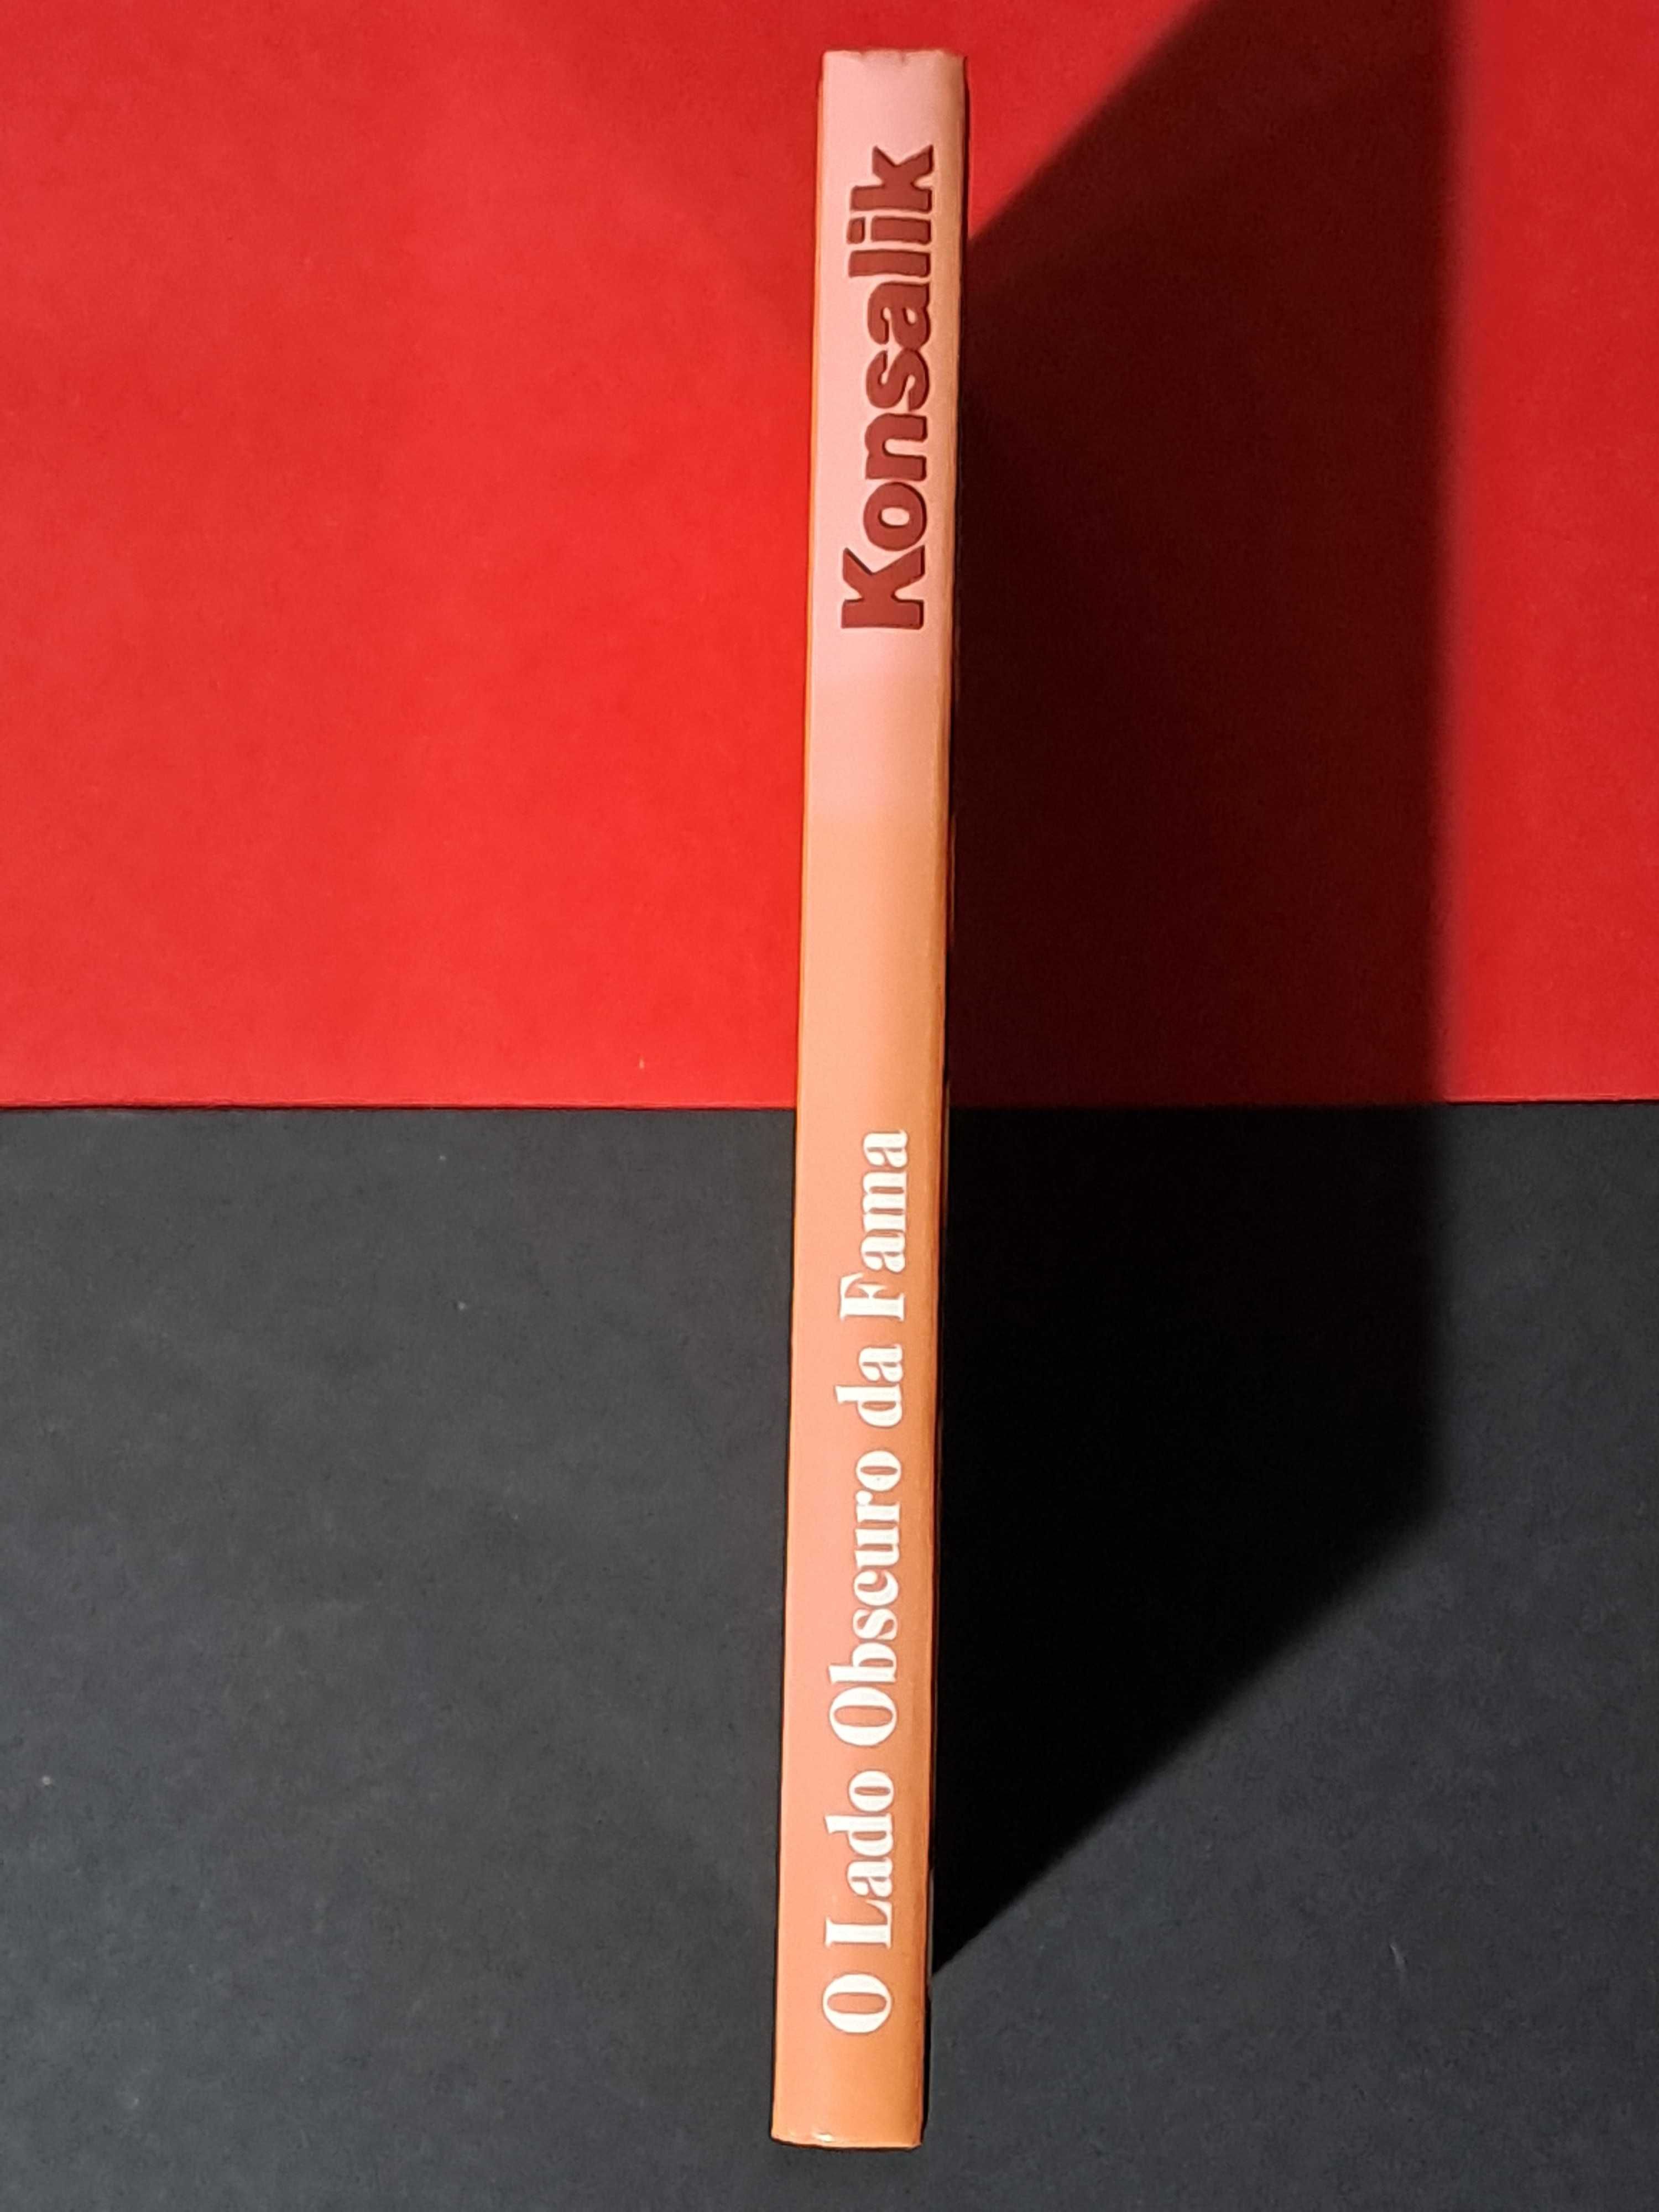 O Lado Obscuro da Fama
Konsalik